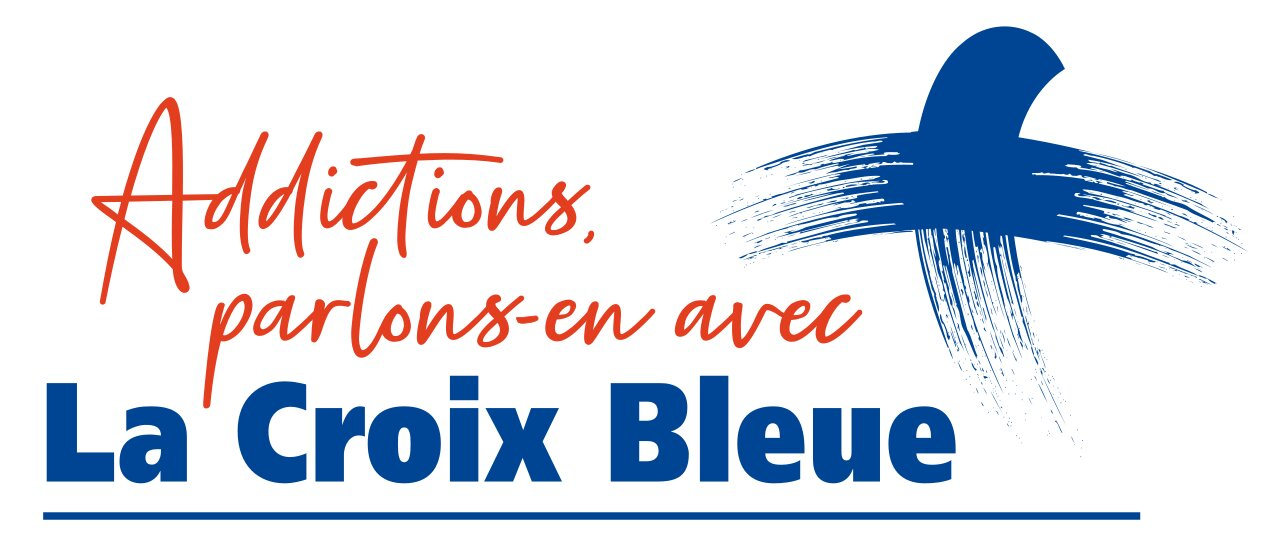 Addictions,
parlons-en avec
La Croix Bleue